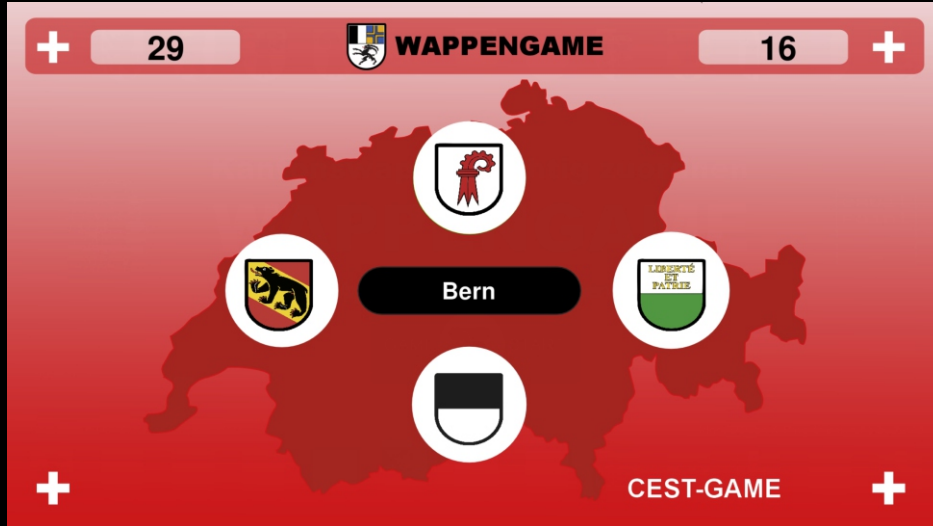 29
WAPPENGAME
16
LIBERTÉ
ET
PATRIE
Bern
CEST-GAME